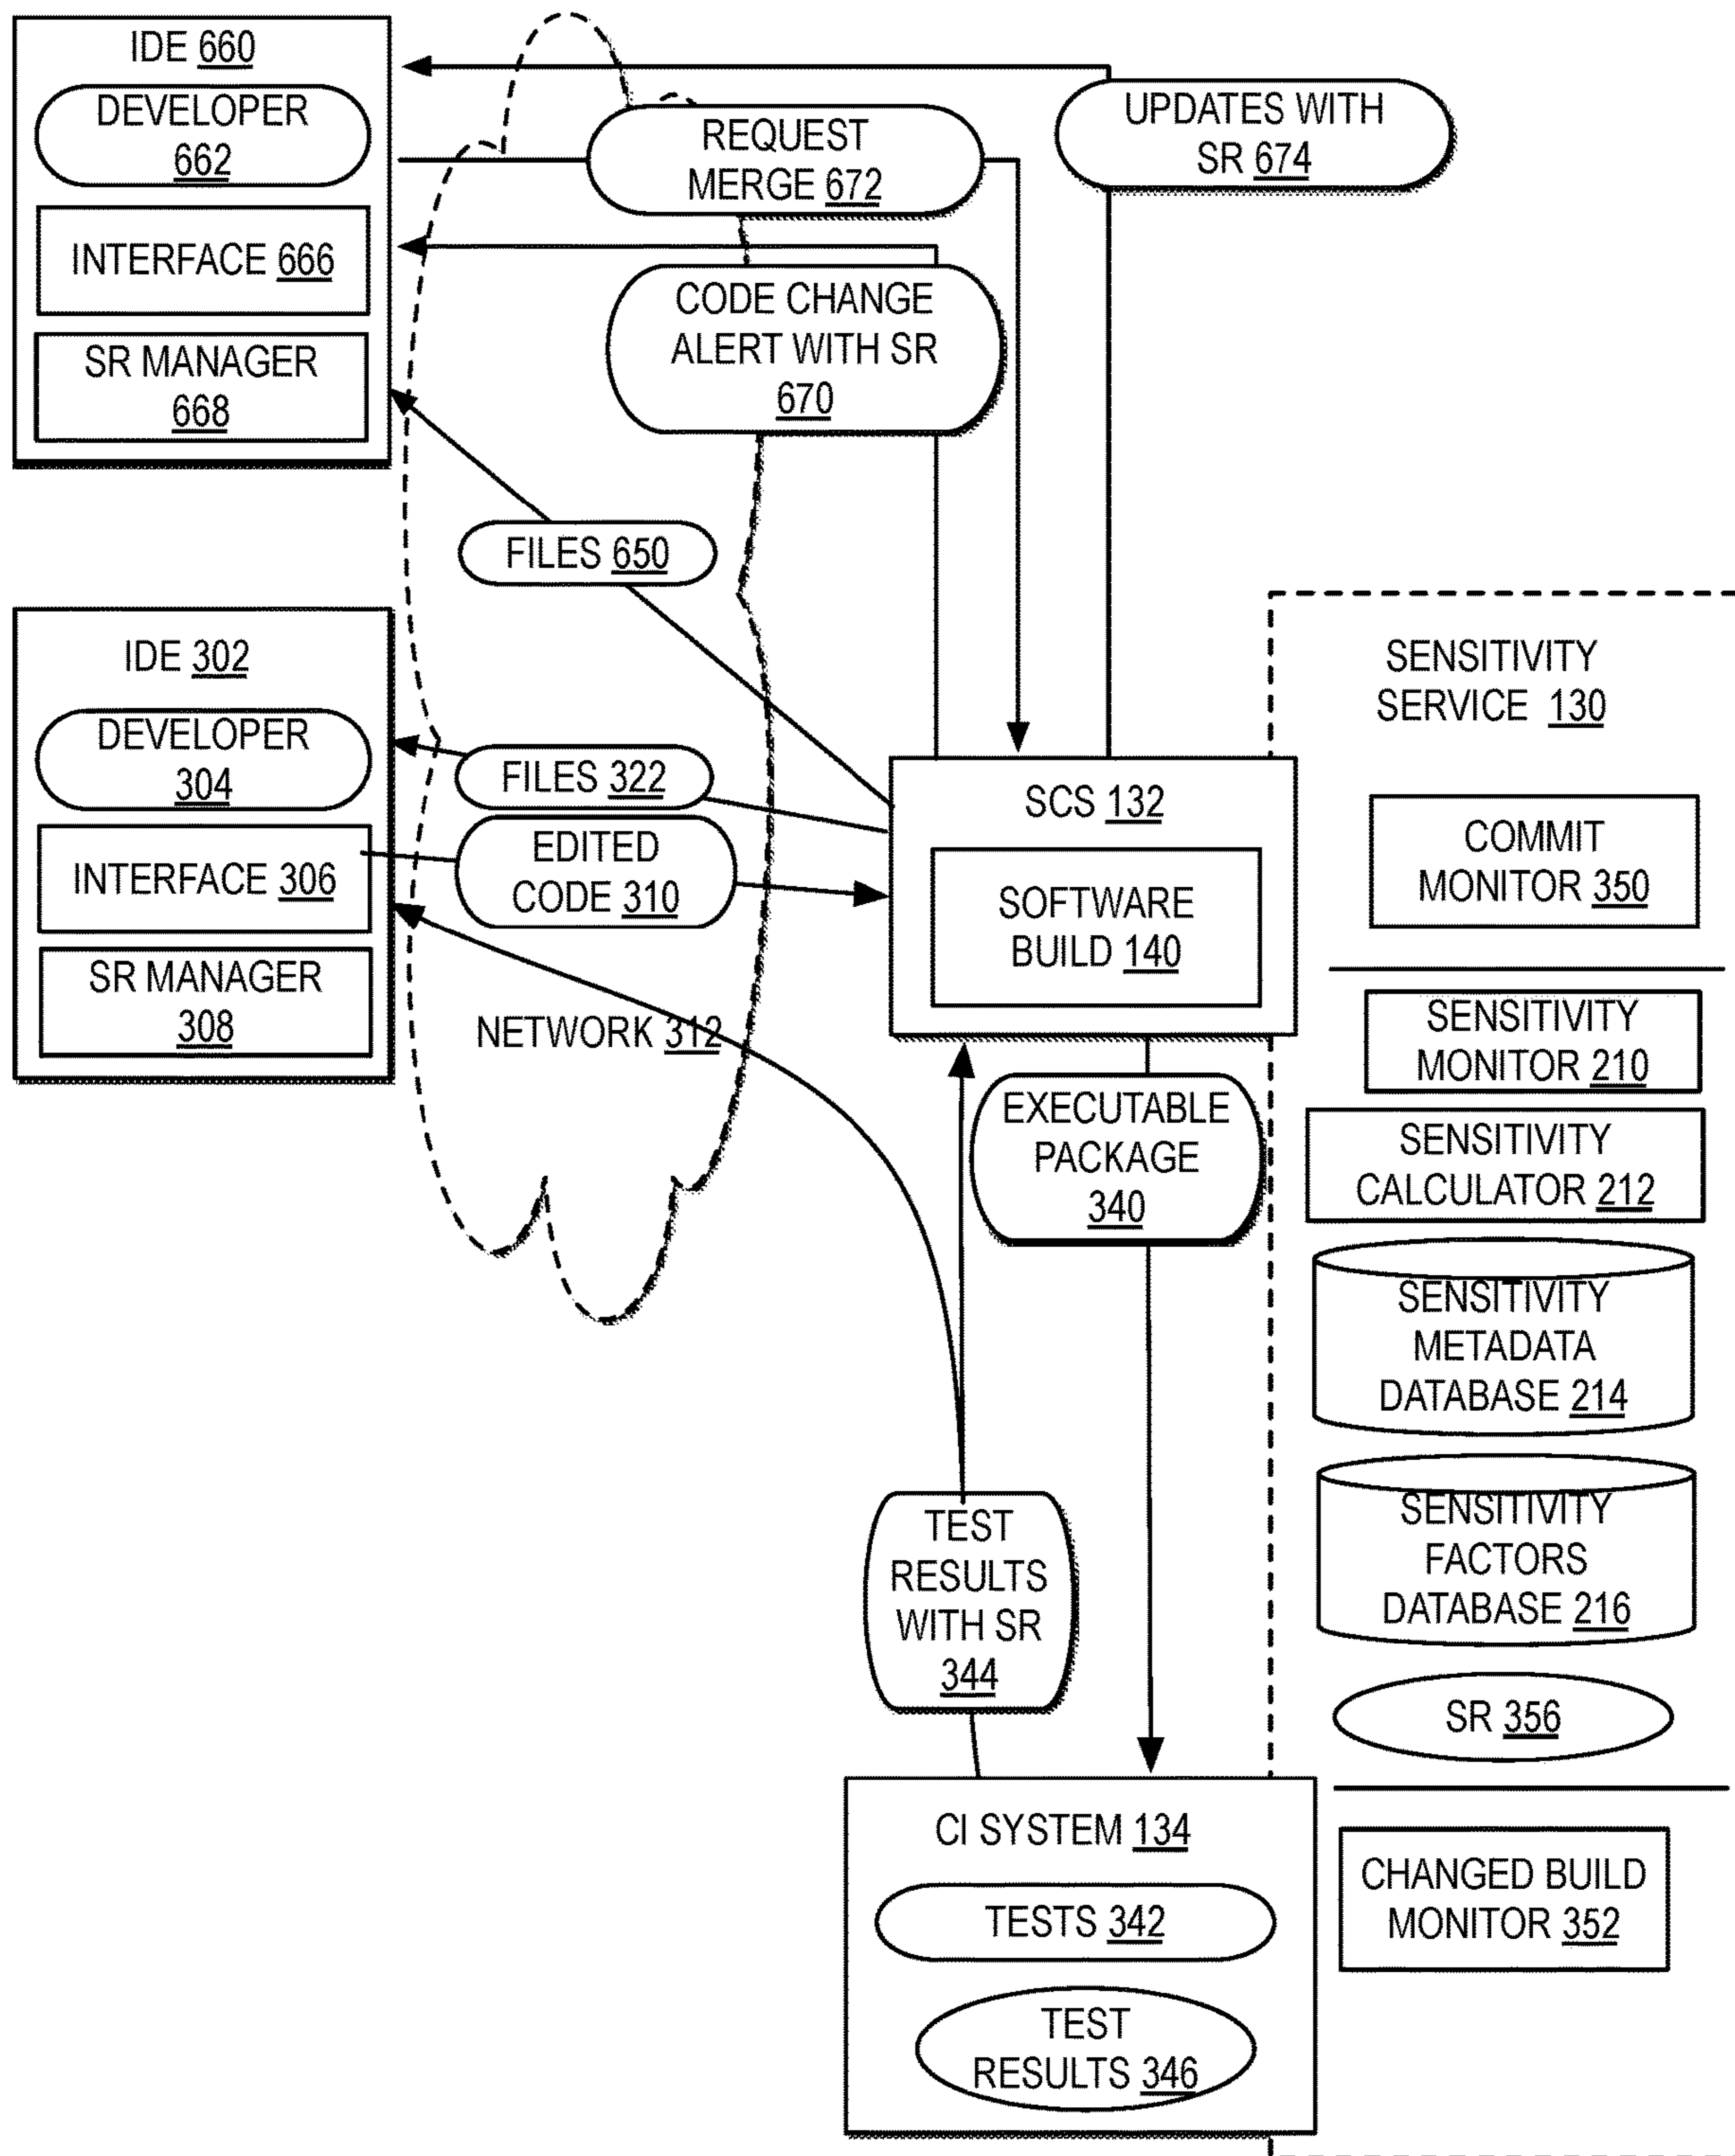 IDE 660
DEVELOPER
662
INTERFACE 666
SR MANAGER
668
REQUEST
MERGE 672
UPDATES WITH
SR 674
CODE CHANGE
ALERT WITH SR
670
FILES 650
IDE 302
DEVELOPER
304
INTERFACE 306
SR MANAGER
308
FILES 322
EDITED
CODE 310
NETWORK 312
SCS 132
SOFTWARE
BUILD 140
EXECUTABLE
PACKAGE
340
TEST
RESULTS
WITH SR
344
CI SYSTEM 134
TESTS 342
TEST
RESULTS 346
SENSITIVITY
SERVICE 130
COMMIT
MONITOR 350
SENSITIVITY
MONITOR 210
SENSITIVITY
CALCULATOR 212
SENSITIVITY
METADATA
DATABASE 214
SENSITIVITY
FACTORS
DATABASE 216
SR 356
CHANGED BUILD
MONITOR 352